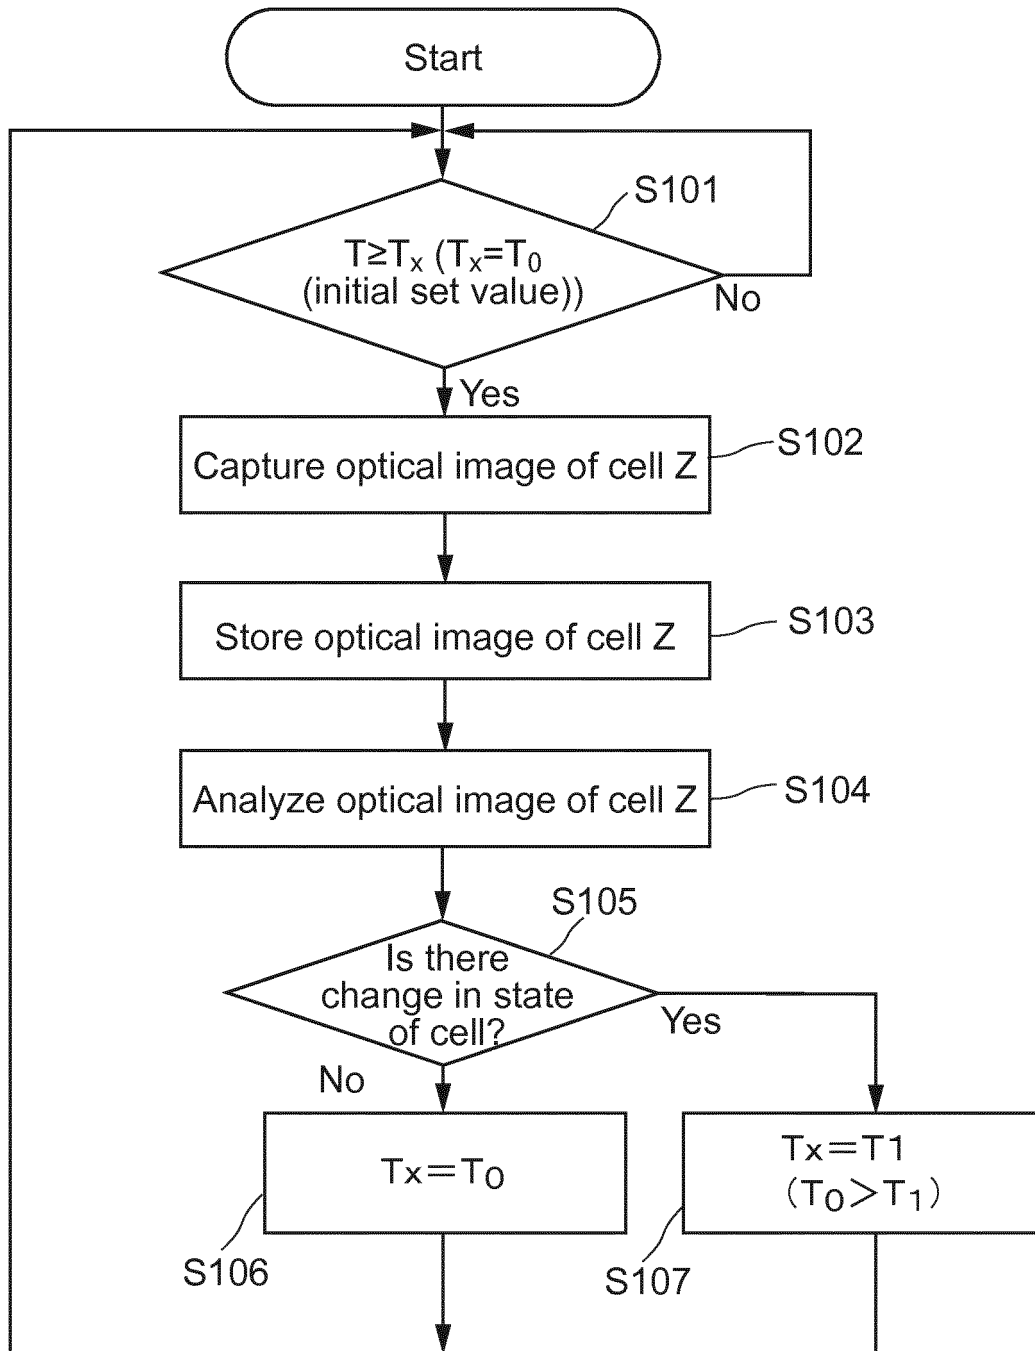 Start
S101
T≥Tx (Tx=T0
(initial set value))
No
Yes
S102
Capture optical image of cell Z
S103
Store optical image of cell Z
S104
Analyze optical image of cell Z
S105
Is there
change in state
of cell?
Yes
No
Tx=T0
Tx=T1
(T0>T1)
S106
S107